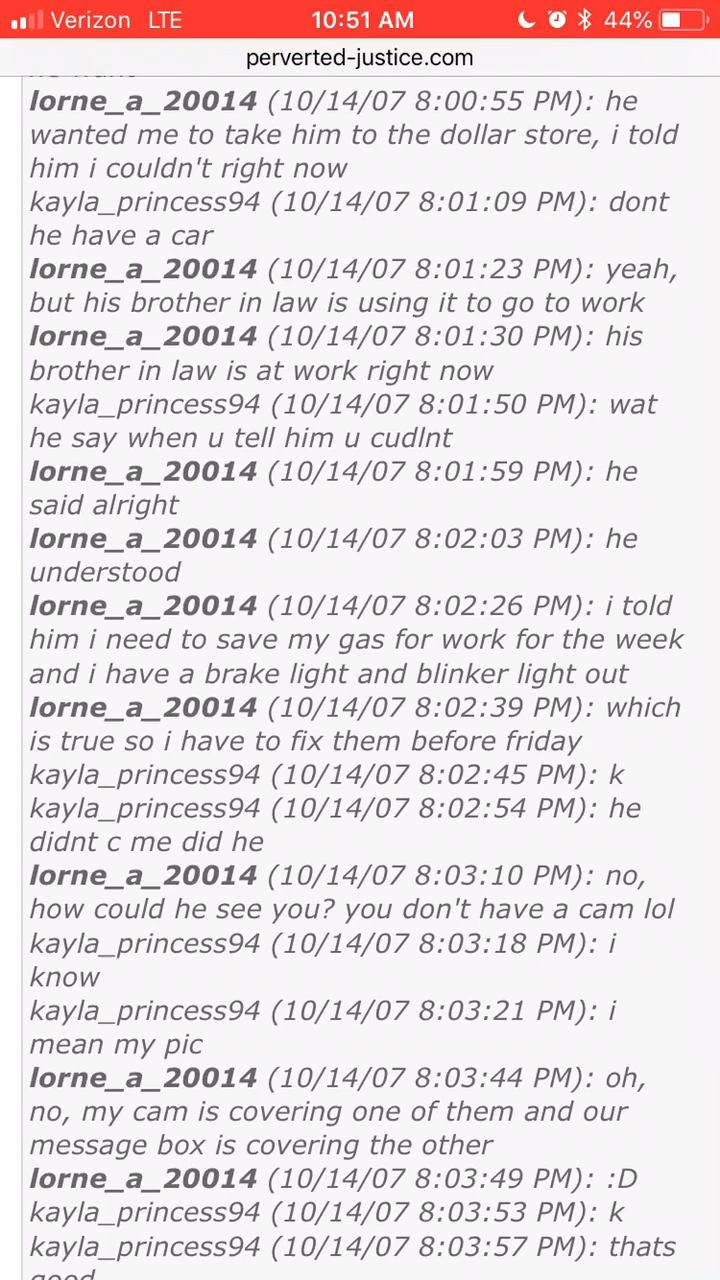 Verizon LTE 10:51 AM 44%
perverted-justice.com
lorne_a_20014 (10/14/07 8:00:55 PM): he
wanted me to take him to the dollar store, i told
him i couldn't right now
kayla_princess94 (10/14/07 8:01:09 PM): dont
he have a car
lorne_a_20014 (10/14/07 8:01:23 PM): yeah,
but his brother in law is using it to go to work
lorne_a_20014 (10/14/07 8:01:30 PM): his
brother in law is at work right now
kayla_princess94 (10/14/07 8:01:50 PM): wat
he say when u tell him u cudlnt
lorne_a_20014 (10/14/07 8:01:59 PM): he
said alright
lorne_a_20014 (10/14/07 8:02:03 PM): he
understood
lorne_a_20014 (10/14/07 8:02:26 PM): i told
him i need to save my gas for work for the week
and i have a brake light and blinker light out
lorne_a_20014 (10/14/07 8:02:39 PM): which
is true so i have to fix them before friday
kayla_princess94 (10/14/07 8:02:45 PM): k
kayla_princess94 (10/14/07 8:02:54 PM): he
didnt c me did he
lorne_a_20014 (10/14/07 8:03:10 PM): no,
how could he see you? you don't have a cam lol
kayla_princess94 (10/14/07 8:03:18 PM): i
know
kayla_princess94 (10/14/07 8:03:21 PM): i
mean my pic
lorne_a_20014 (10/14/07 8:03:44 PM): oh,
no, my cam is covering one of them and our
message box is covering the other
lorne_a_20014 (10/14/07 8:03:49 PM): :D
kayla_princess94 (10/14/07 8:03:53 PM): k
kayla_princess94 (10/14/07 8:03:57 PM): thats
good